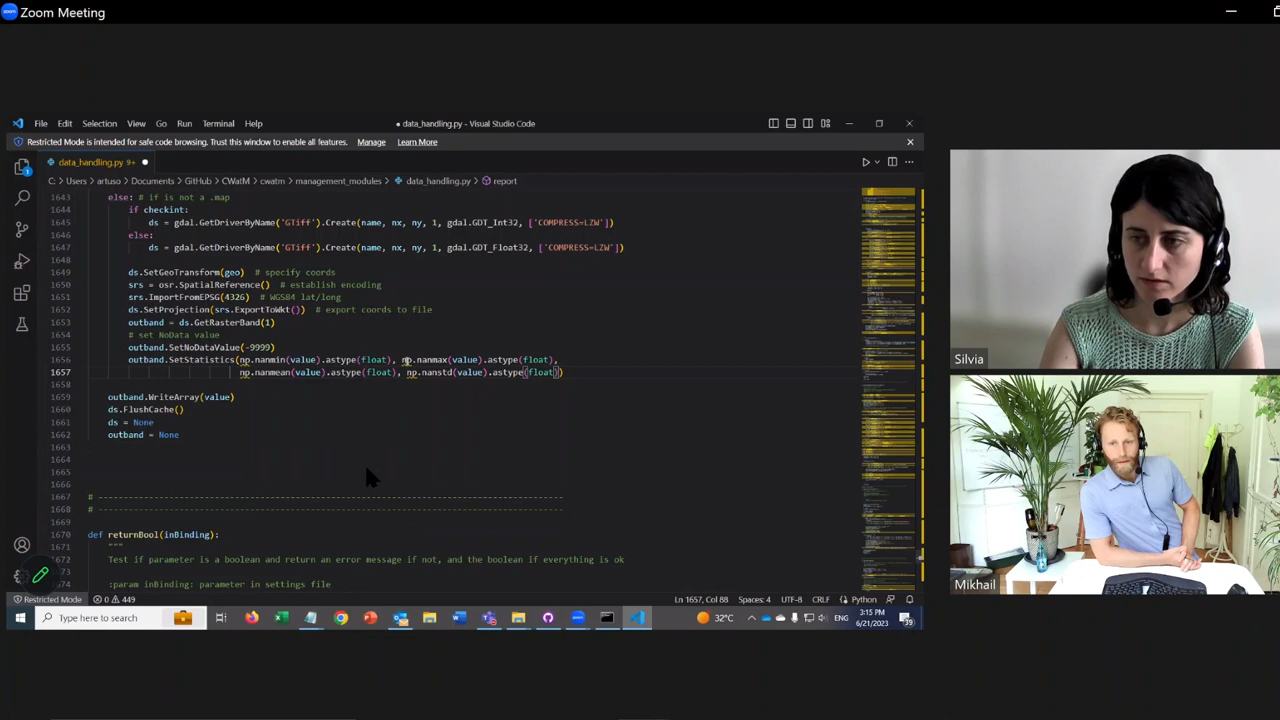 Zoom Meeting
File Edit Selection View Go Run Terminal Help
data_handling.py - Visual Studio Code
Restricted Mode is intended for safe code browsing. Trust this window to enable all features. Manage Learn More
data_handling.py 9+
C: > Users > artuso > Documents > GitHub > CWatM > cwatm > management_modules > data_handling.py > report
1643 else: # if is not a .map
1644 if checkint:
1645 ds = gdal.GetDriverByName('GTiff').Create(name, nx, ny, 1, gdal.GDT_Int32, ['COMPRESS=LZW'])
1646 else:
1647 ds = gdal.GetDriverByName('GTiff').Create(name, nx, ny, 1, gdal.GDT_Float32, ['COMPRESS=LZW'])
1648
1649 ds.SetGeoTransform(geo) # specify coords
1650 srs = osr.SpatialReference() # establish encoding
1651 srs.ImportFromEPSG(4326) # WGS84 lat/long
1652 ds.SetProjection(srs.ExportToWkt()) # export coords to file
1653 outband = ds.GetRasterBand(1)
1654 # set NoData value
1655 outband.SetNoDataValue(-9999)
1656 outband.SetStatistics(np.nanmin(value).astype(float), np.nanmax(value).astype(float),
1657 np.nanmean(value).astype(float), np.nanstd(value).astype(float))
1658
1659 outband.WriteArray(value)
1660 ds.FlushCache()
1661 ds = None
1662 outband = None
1663
1664
1665
1666
1667 # ------------------------------------------------------------
1668 # ------------------------------------------------------------
1669
1670 def returnBool(inBinding):
1671 """
1672 Test if parameter is a boolean and return an error message if not, and the boolean if everything is ok
1673
1674 :param inBinding: parameter in settings file
Restricted Mode 0 449 Ln 1657, Col 88 Spaces: 4 UTF-8 CRLF Python
Type here to search 32°C ENG 3:15 PM
6/21/2023
39
Silvia
Mikhail